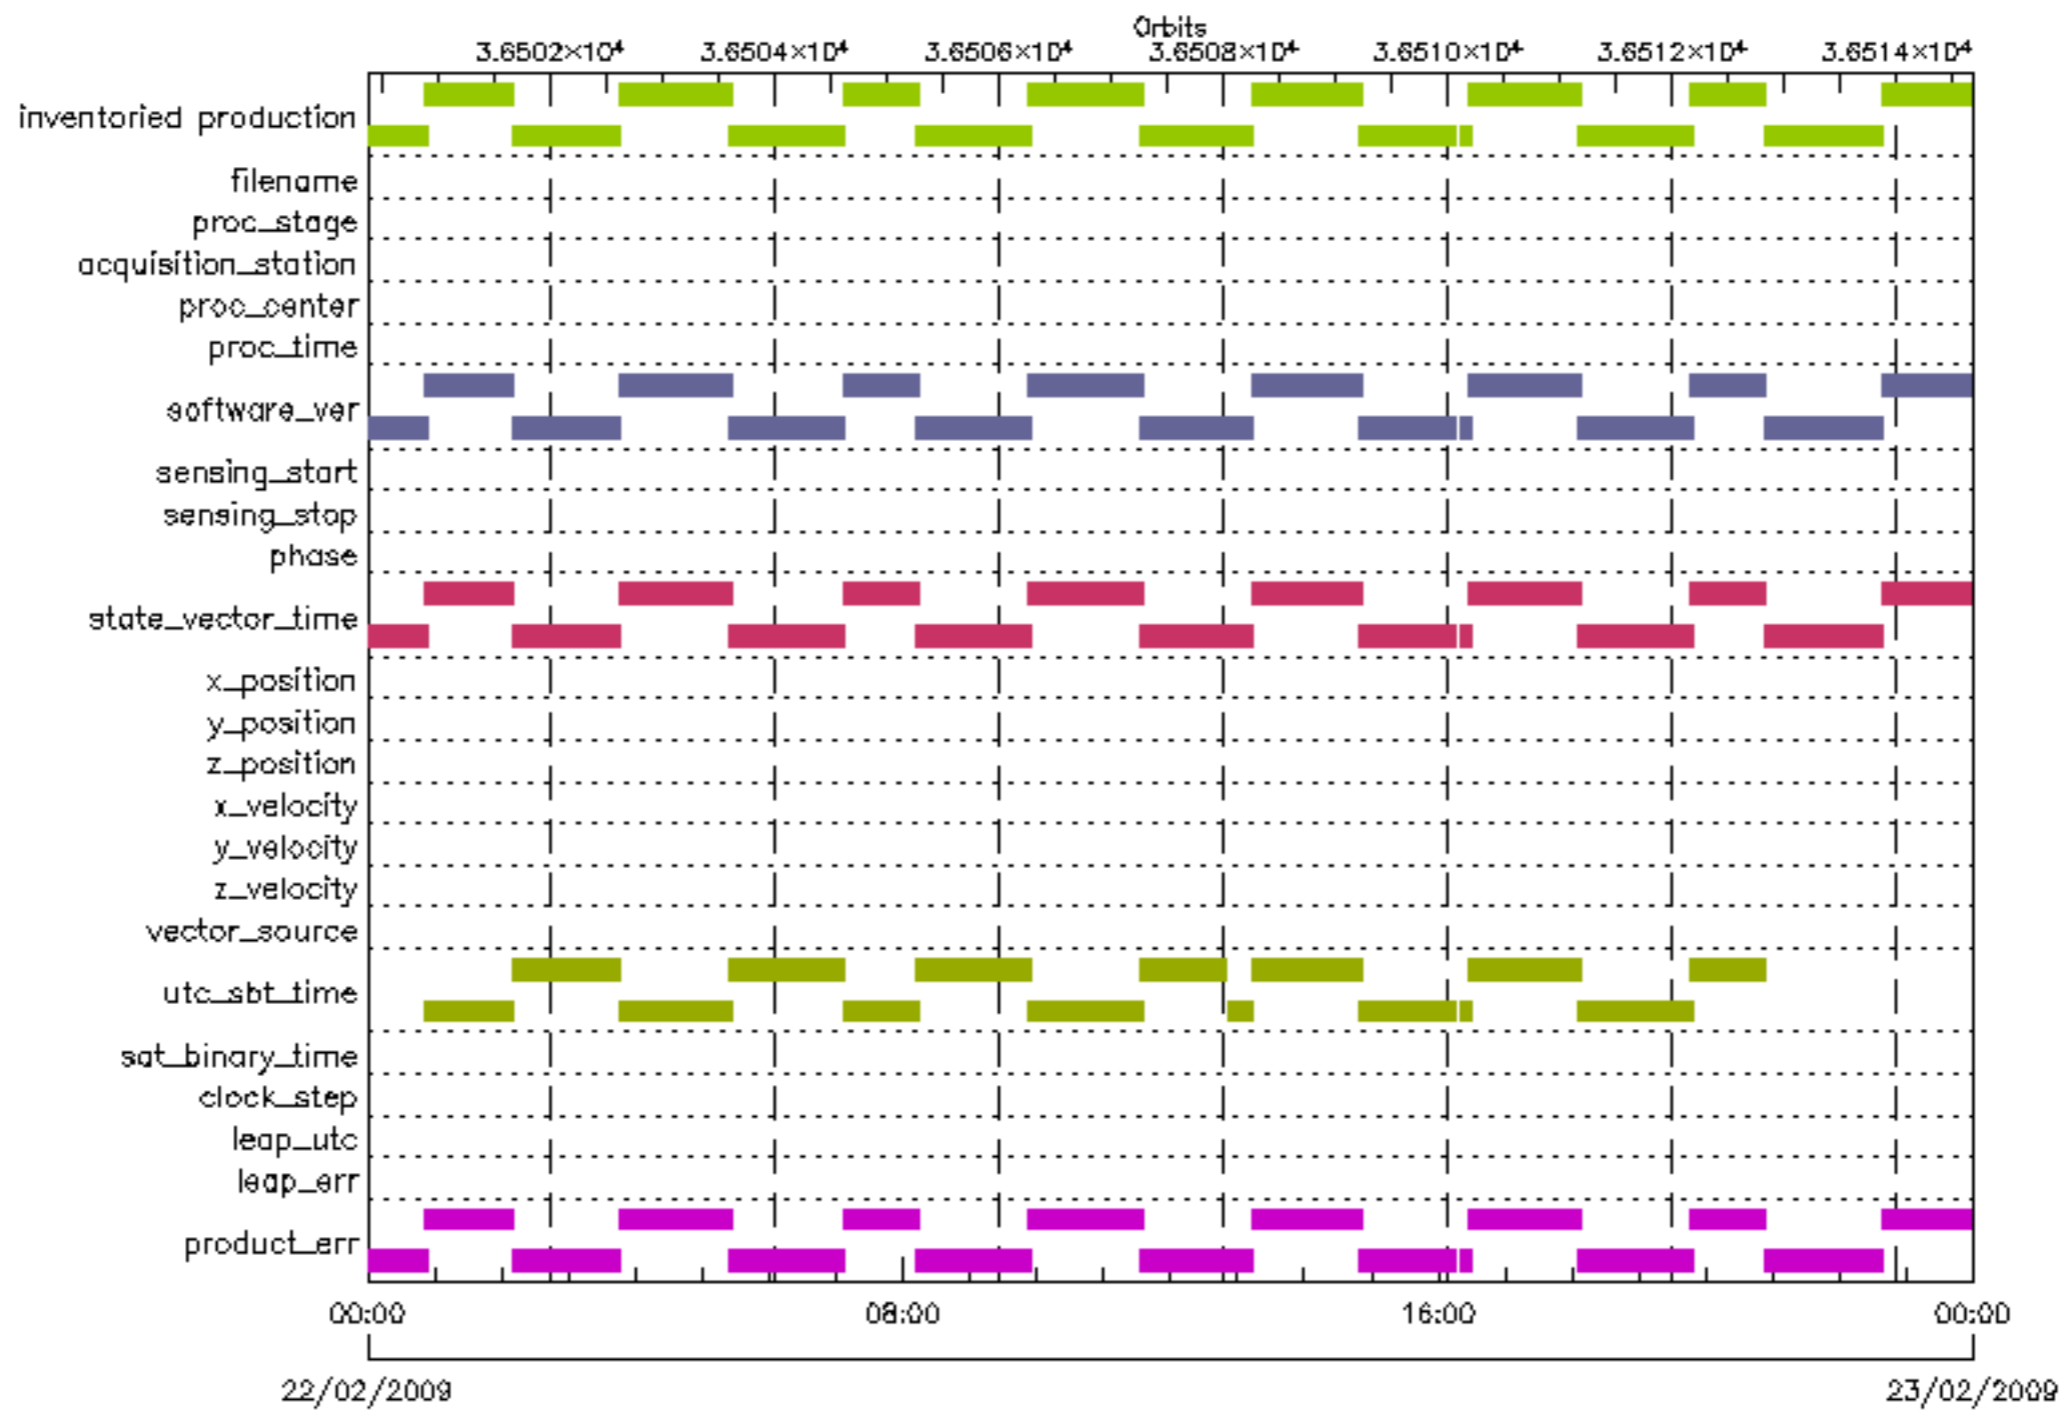 Orbits
3.6502×10⁴ 3.6504×10⁴ 3.6506×10⁴ 3.6508×10⁴ 3.6510×10⁴ 3.6512×10⁴ 3.6514×10⁴
inventoried production
filename
proc_stage
acquisition_station
proc_center
proc_time
software_ver
sensing_start
sensing_stop
phase
state_vector_time
x_position
y_position
z_position
x_velocity
y_velocity
z_velocity
vector_source
utc_sbt_time
sat_binary_time
clock_step
leap_utc
leap_err
product_err
00:00 08:00 16:00 00:00
22/02/2009 23/02/2009